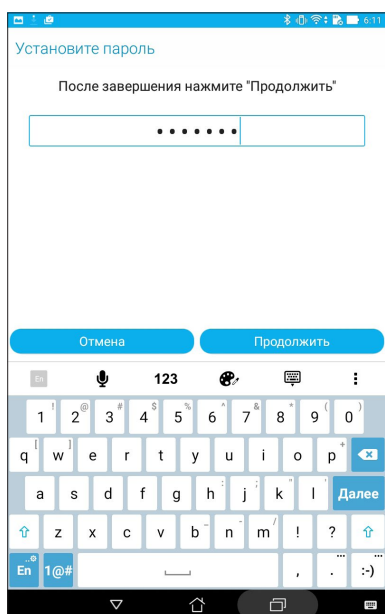 6:11
Установите пароль
После завершения нажмите "Продолжить"
•••••••
Отмена Продолжить
En 123
1 ! 2 @ 3 # 4 $ 5 % 6 ^ 7 & 8 * 9 ( 0 )
q [ w ] e r t y u i o p +
a s d f g h : j ; k " l ' Далее
z x c v b - n - m / ! ?
En 1@# , . :-)